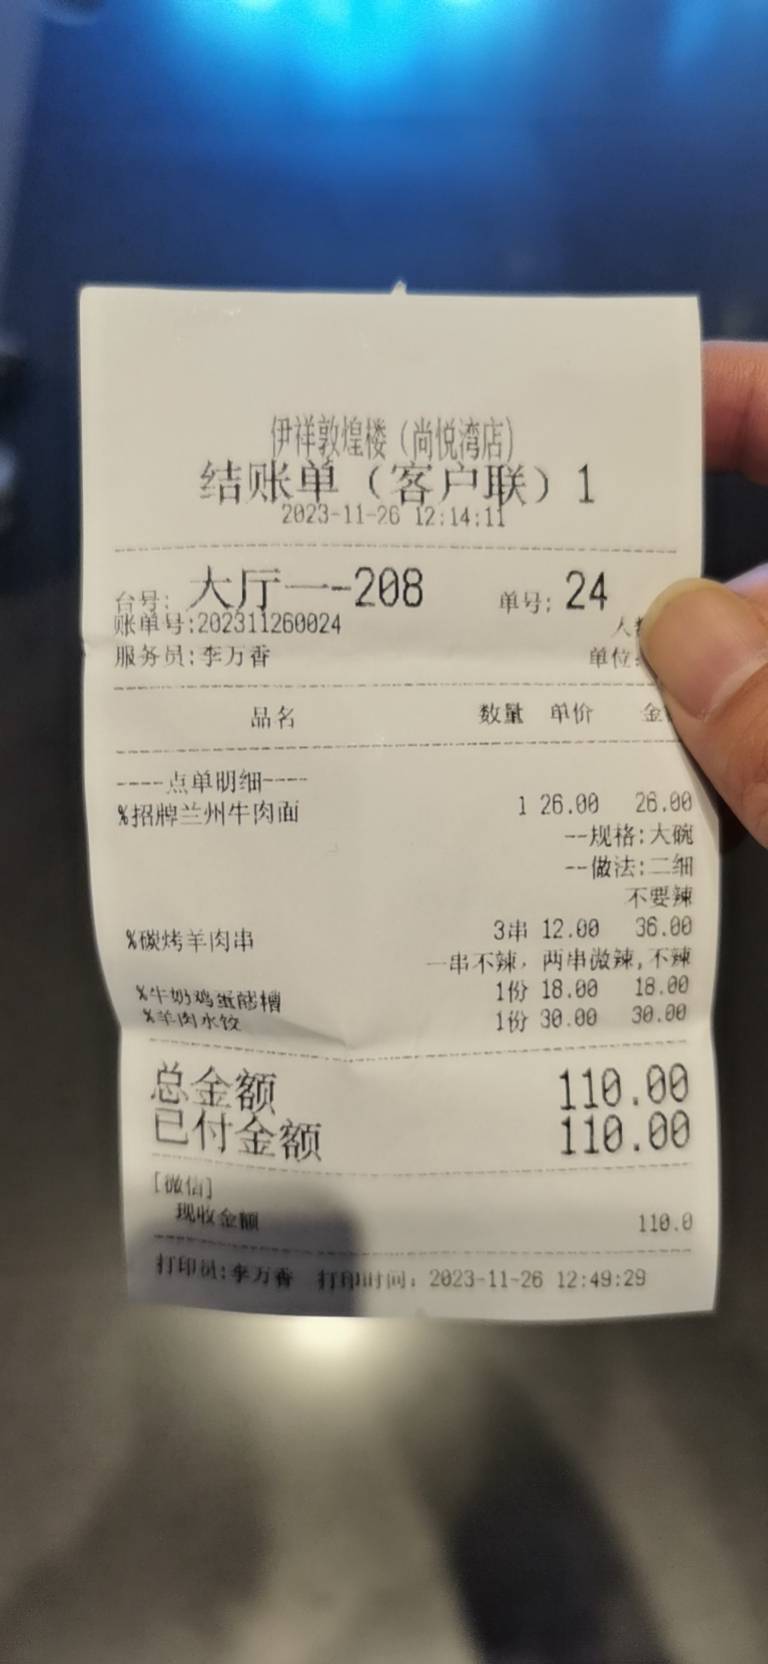 伊祥敦煌楼（尚悦湾店）
结账单（客户联）1
2023-11-26 12:14:11
台号: 大厅一-208 单号: 24
账单号:202311260024 人
服务员:李万香 单位
品名 数量 单价 金
----点单明细----
%招牌兰州牛肉面 1 26.00 26.00
--规格:大碗
--做法:二细
不要辣
%碳烤羊肉串 3串 12.00 36.00
一串不辣，两串微辣,不辣
%牛奶鸡蛋醪糟 1份 18.00 18.00
%羊肉水饺 1份 30.00 30.00
总金额 110.00
已付金额 110.00
[微信]
现收金额 110.0
打印员:李万香 打印时间: 2023-11-26 12:49:29